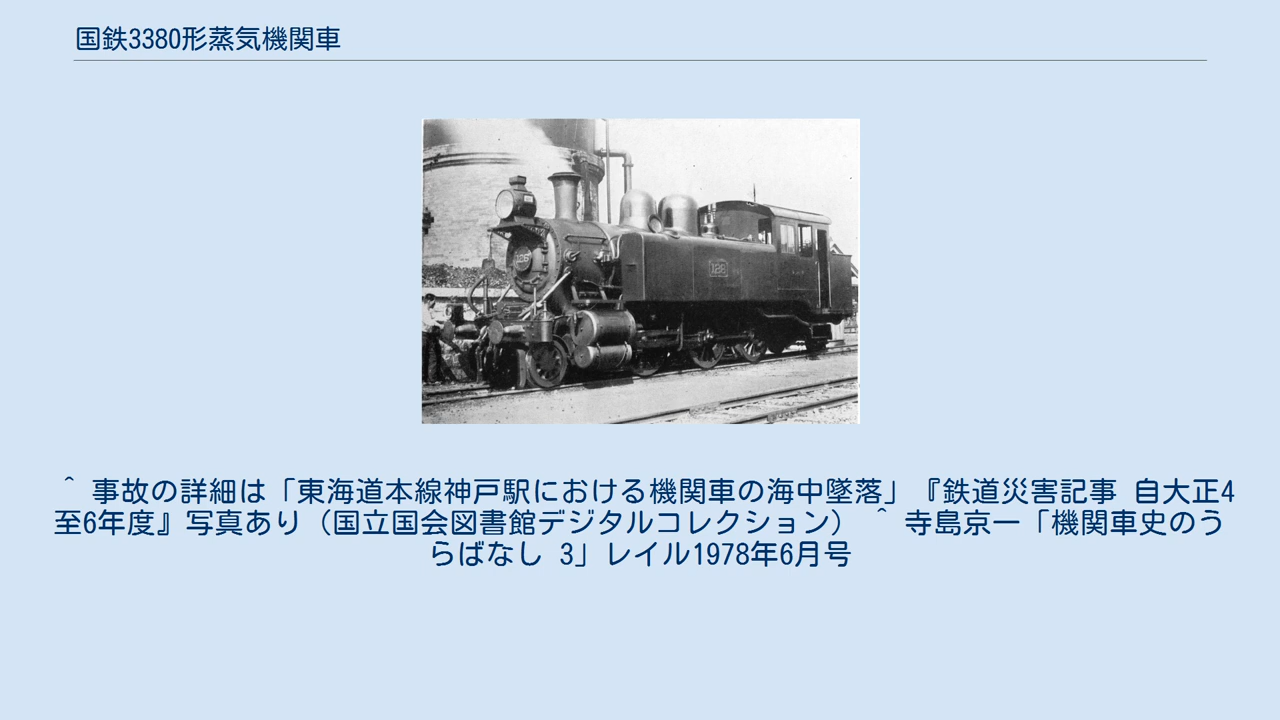 国鉄3380形蒸気機関車
126
128
^ 事故の詳細は「東海道本線神戸駅における機関車の海中墜落」『鉄道災害記事 自大正4
至6年度』写真あり（国立国会図書館デジタルコレクション） ^ 寺島京一「機関車史のう
らばなし 3」レイル1978年6月号